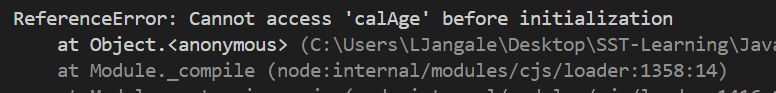 ReferenceError: Cannot access 'calAge' before initialization
at Object.<anonymous> (C:\Users\LJangale\Desktop\SST-Learning\Java
at Module._compile (node:internal/modules/cjs/loader:1358:14)